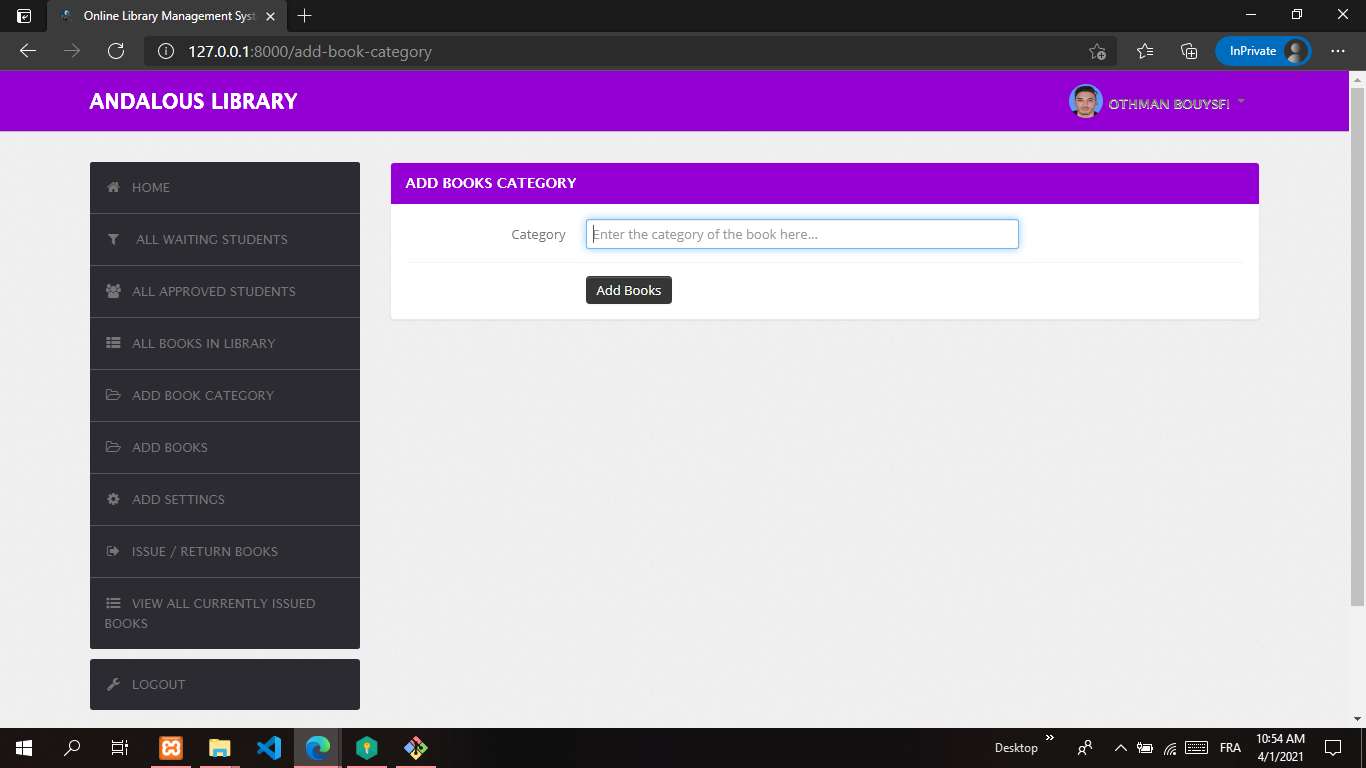 Online Library Management Syst
127.0.0.1:8000/add-book-category
InPrivate
ANDALOUS LIBRARY
OTHMAN BOUYSFI
HOME
ALL WAITING STUDENTS
ALL APPROVED STUDENTS
ALL BOOKS IN LIBRARY
ADD BOOK CATEGORY
ADD BOOKS
ADD SETTINGS
ISSUE / RETURN BOOKS
VIEW ALL CURRENTLY ISSUED
BOOKS
LOGOUT
ADD BOOKS CATEGORY
Category
Enter the category of the book here...
Add Books
Desktop
FRA
10:54 AM
4/1/2021